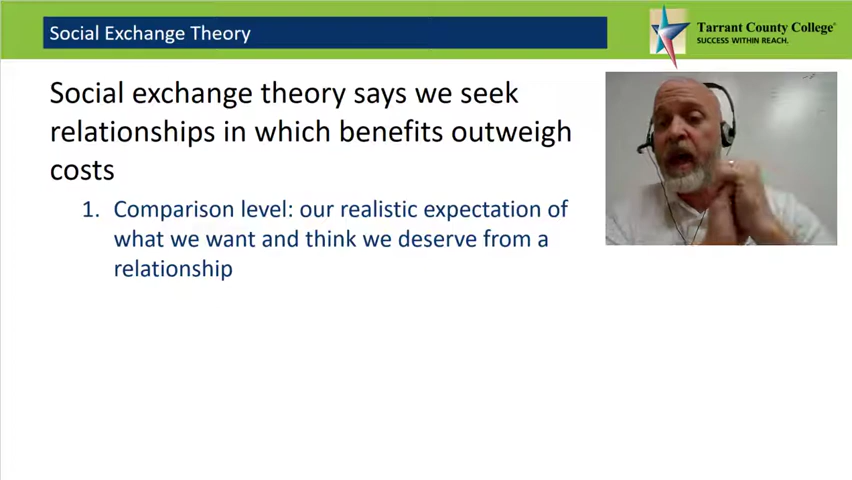 Social Exchange Theory
Tarrant County College
SUCCESS WITHIN REACH.
Social exchange theory says we seek
relationships in which benefits outweigh
costs
1. Comparison level: our realistic expectation of
what we want and think we deserve from a
relationship